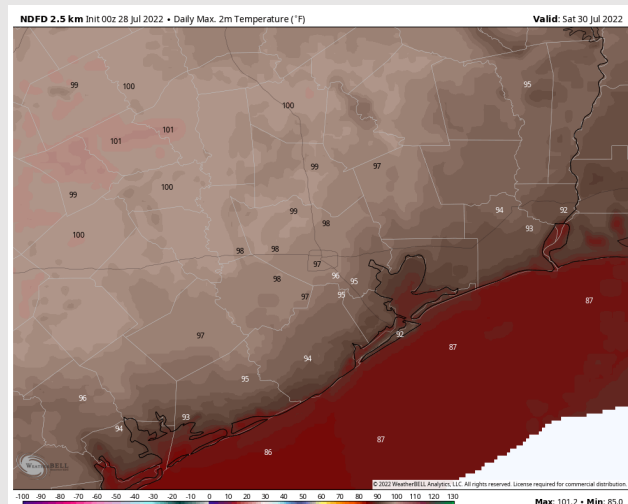 NDFD 2.5 km Init 00z 28 Jul 2022 • Daily Max. 2m Temperature (°F) Valid: Sat 30 Jul 2022
99 100 95
100
101 101
99 97
99 100
99 94 92
98 93
100
98 98
97
98 96 95
97 95 87
92
97 87
94
95
96
93
94
87
86
WeatherBELL
© 2022 WeatherBELL Analytics, LLC. All rights reserved. License required for commercial distribution.
-100 -90 -80 -70 -60 -50 -40 -30 -20 -10 0 10 20 30 40 50 60 70 80 90 100 110 120 130
Max: 101.2 • Min: 85.0